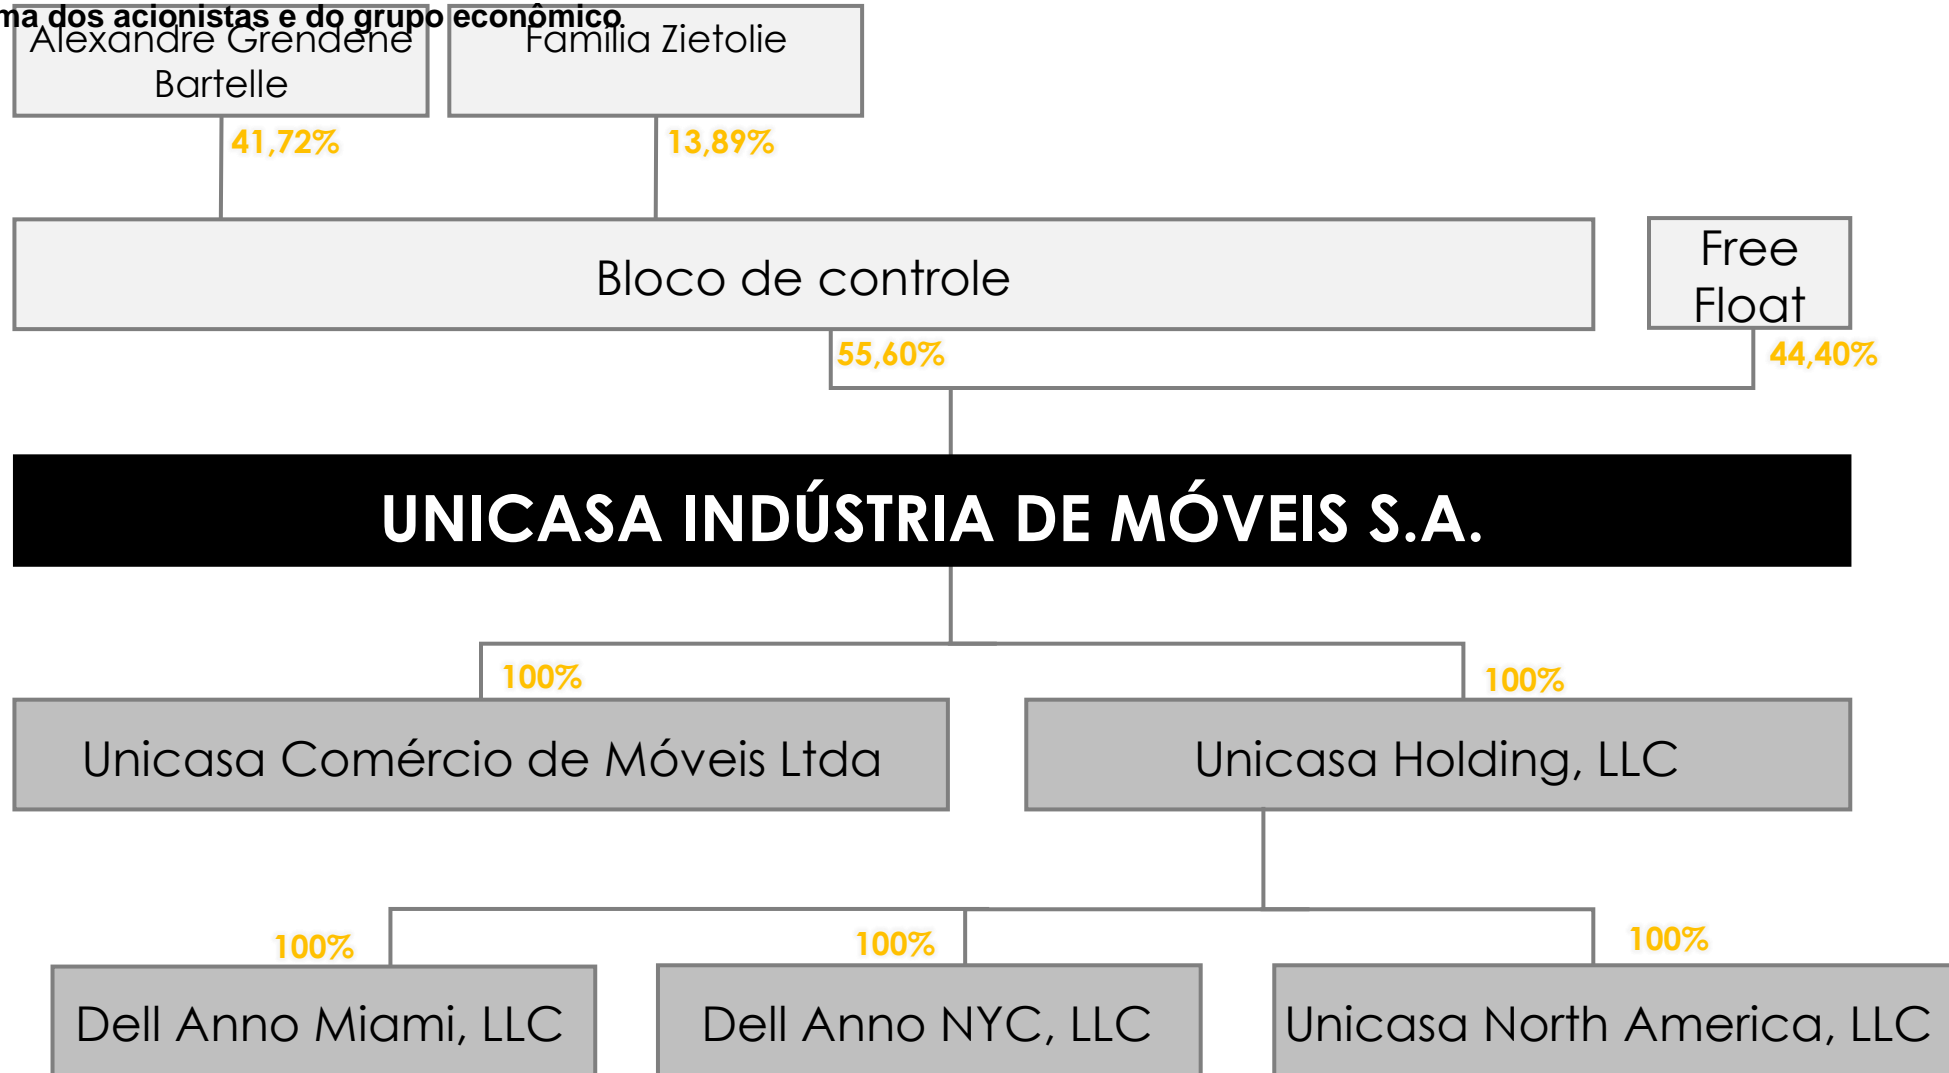 dos acionistas e do grupo econômico
Alexandre Grendene
Bartelle
Família Zietolie
41,72%
13,89%
Bloco de controle
Free
Float
55,60%
44,40%
UNICASA INDÚSTRIA DE MÓVEIS S.A.
100%
100%
Unicasa Comércio de Móveis Ltda
Unicasa Holding, LLC
100%
100%
100%
Dell Anno Miami, LLC
Dell Anno NYC, LLC
Unicasa North America, LLC